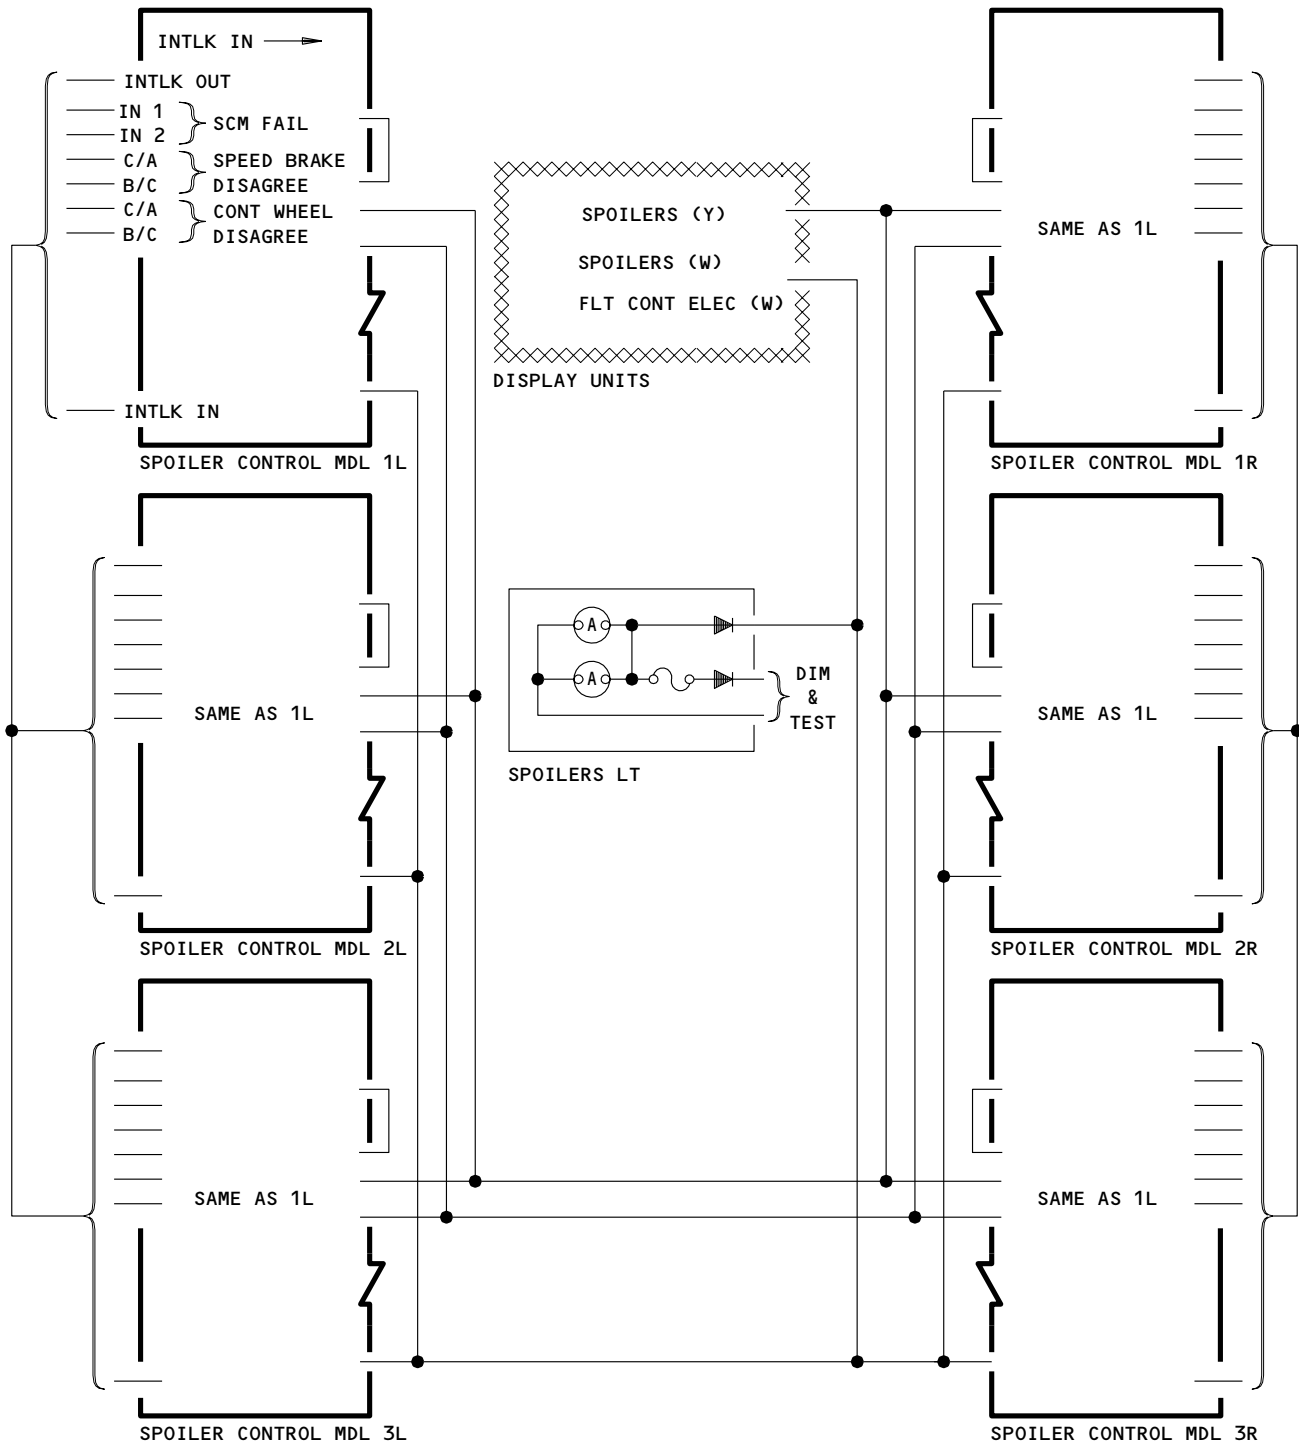 INTLK IN
INTLK OUT
IN 1
IN 2
SCM FAIL
C/A
B/C
SPEED BRAKE
DISAGREE
C/A
B/C
CONT WHEEL
DISAGREE
INTLK IN
SPOILER CONTROL MDL 1L
SPOILERS (Y)
SPOILERS (W)
FLT CONT ELEC (W)
DISPLAY UNITS
SAME AS 1L
SPOILER CONTROL MDL 1R
SAME AS 1L
SPOILER CONTROL MDL 2L
A
A
DIM
&
TEST
SPOILERS LT
SAME AS 1L
SPOILER CONTROL MDL 2R
SAME AS 1L
SPOILER CONTROL MDL 3L
SAME AS 1L
SPOILER CONTROL MDL 3R